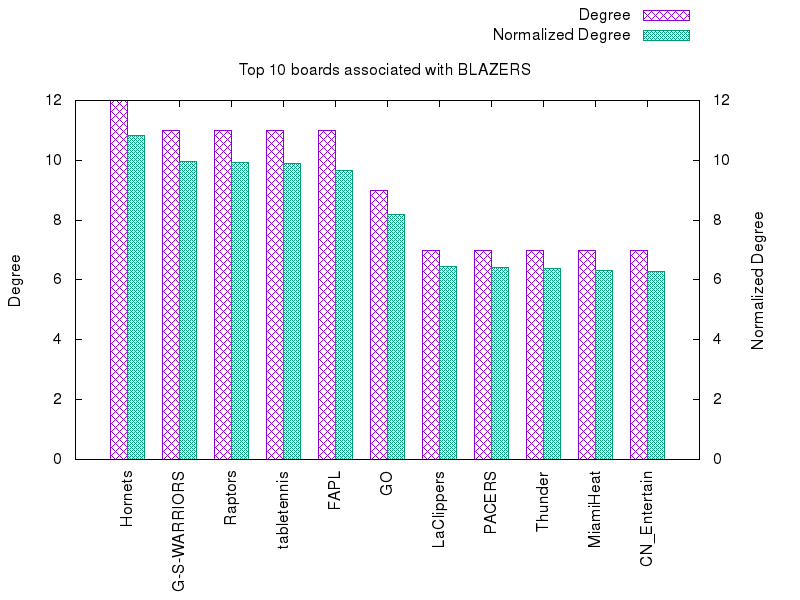 Degree
Normalized Degree
Top 10 boards associated with BLAZERS
12
10
8
6
4
2
0
12
10
8
6
4
2
0
Degree
Normalized Degree
Hornets
G-S-WARRIORS
Raptors
tabletennis
FAPL
GO
LaClippers
PACERS
Thunder
MiamiHeat
CN_Entertain